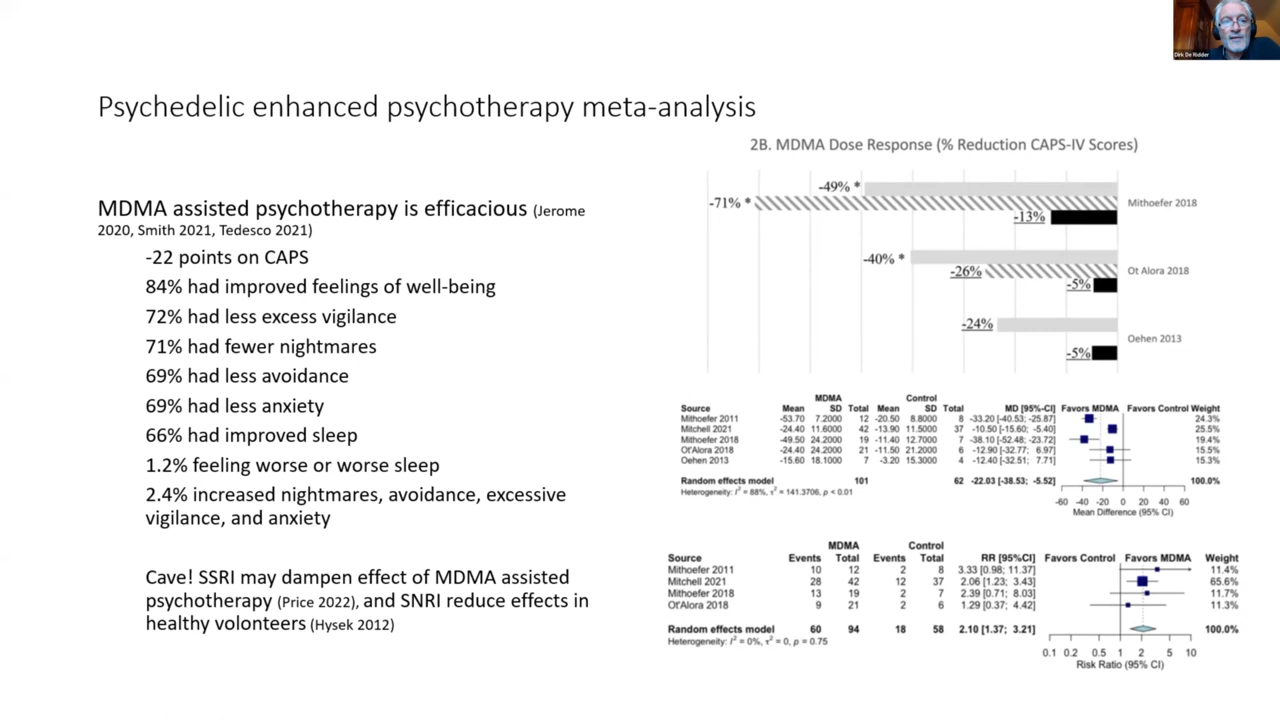 Dirk De Ridder
Psychedelic enhanced psychotherapy meta-analysis
MDMA assisted psychotherapy is efficacious (Jerome
2020, Smith 2021, Tedesco 2021)
-22 points on CAPS
84% had improved feelings of well-being
72% had less excess vigilance
71% had fewer nightmares
69% had less avoidance
69% had less anxiety
66% had improved sleep
1.2% feeling worse or worse sleep
2.4% increased nightmares, avoidance, excessive
vigilance, and anxiety
Cave! SSRI may dampen effect of MDMA assisted
psychotherapy (Price 2022), and SNRI reduce effects in
healthy volonteers (Hysek 2012)
2B. MDMA Dose Response (% Reduction CAPS-IV Scores)
-49% *
-71% * Mithoefer 2018
-13%
-40% *
-26% Ot Alora 2018
-5%
-24%
Oehen 2013
-5%
MDMA Control
Source Mean SD Total Mean SD Total MD [95%-CI] Favors MDMA Favors Control Weight
Mithoefer 2011 -53.70 7.2000 12 -20.50 8.8000 8 -33.20 [-40.53; -25.87] 24.3%
Mitchell 2021 -24.40 11.6000 42 -13.90 11.5000 37 -10.50 [-15.60; -5.40] 25.5%
Mithoefer 2018 -49.50 24.2000 19 -11.40 12.7000 7 -38.10 [-52.48; -23.72] 19.4%
Ot'Alora 2018 -24.40 24.2000 21 -11.50 21.2000 6 -12.90 [-32.77; 6.97] 15.5%
Oehen 2013 -15.60 18.1000 7 -3.20 15.3000 4 -12.40 [-32.51; 7.71] 15.3%
Random effects model 101 62 -22.03 [-38.53; -5.52] 100.0%
Heterogeneity: I² = 88%, τ² = 141.3706, p < 0.01
-60 -40 -20 0 20 40 60
Mean Difference (95% CI)
MDMA Control
Source Events Total Events Total RR [95%CI] Favors Control Favors MDMA Weight
Mithoefer 2011 10 12 2 8 3.33 [0.98; 11.37] 11.4%
Mitchell 2021 28 42 12 37 2.06 [1.23; 3.43] 65.6%
Mithoefer 2018 13 19 2 7 2.39 [0.71; 8.03] 11.7%
Ot'Alora 2018 9 21 2 6 1.29 [0.37; 4.42] 11.3%
Random effects model 60 94 18 58 2.10 [1.37; 3.21] 100.0%
Heterogeneity: I² = 0%, τ² = 0, p = 0.75
0.1 0.2 0.5 1 2 5 10
Risk Ratio (95% CI)